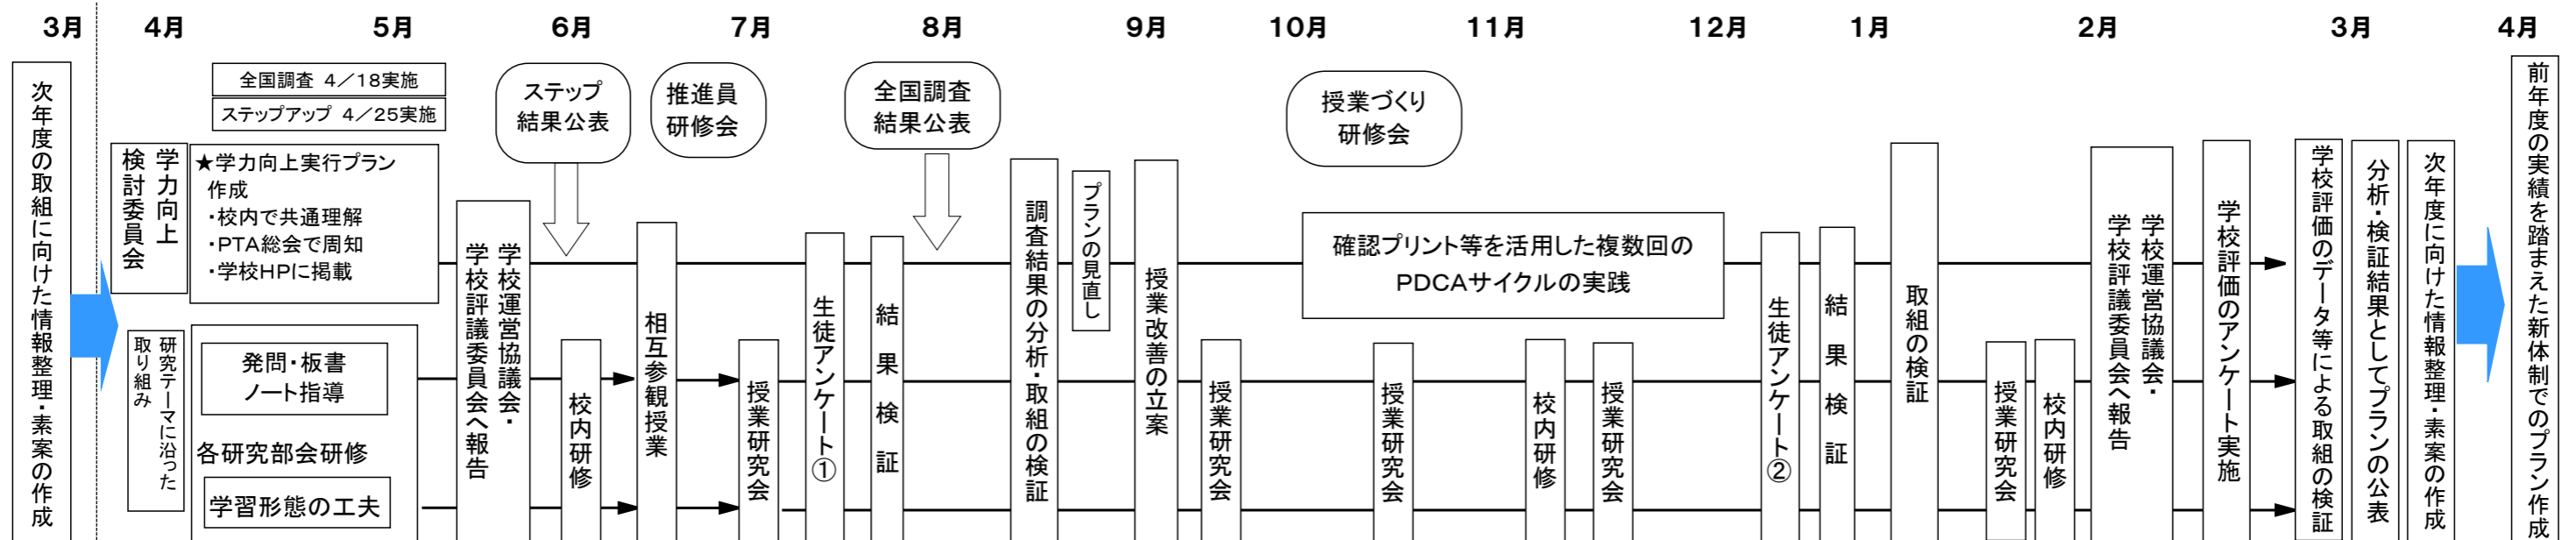 3月
4月
5月
6月
7月
8月
9月
10月
11月
12月
1月
2月
3月
4月
次年度の取組に向けた情報整理・素案の作成
全国調査 4/18実施
ステップアップ 4/25実施
学力向上
検討委員会
★学力向上実行プラン
作成
・校内で共通理解
・PTA総会で周知
・学校HPに掲載
研究テーマに沿った
取り組み
発問・板書
ノート指導
各研究部会研修
学習形態の工夫
学校運営協議会・
学校評議委員会へ報告
ステップ
結果公表
校内研修
相互参観授業
推進員
研修会
授業研究会
生徒アンケート①
結果検証
全国調査
結果公表
調査結果の分析・取組の検証
プランの見直し
授業改善の立案
授業研究会
授業づくり
研修会
確認プリント等を活用した複数回の
PDCAサイクルの実践
授業研究会
校内研修
授業研究会
生徒アンケート②
結果検証
取組の検証
授業研究会
校内研修
学校運営協議会・
学校評議委員会へ報告
学校評価のアンケート実施
学校評価のデータ等による取組の検証
分析・検証結果としてプランの公表
次年度に向けた情報整理・素案の作成
前年度の実績を踏まえた新体制でのプラン作成